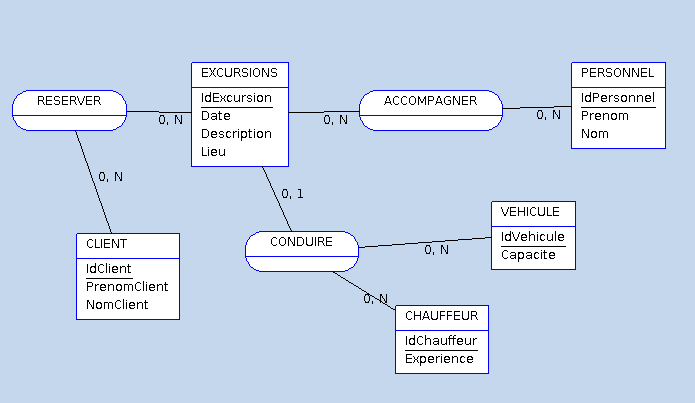 RESERVER
0, N
EXCURSIONS
IdExcursion
Date
Description
Lieu
0, N
ACCOMPAGNER
0, N
PERSONNEL
IdPersonnel
Prenom
Nom
0, N
CLIENT
IdClient
PrenomClient
NomClient
0, 1
CONDUIRE
0, N
VEHICULE
IdVehicule
Capacite
0, N
CHAUFFEUR
IdChauffeur
Experience